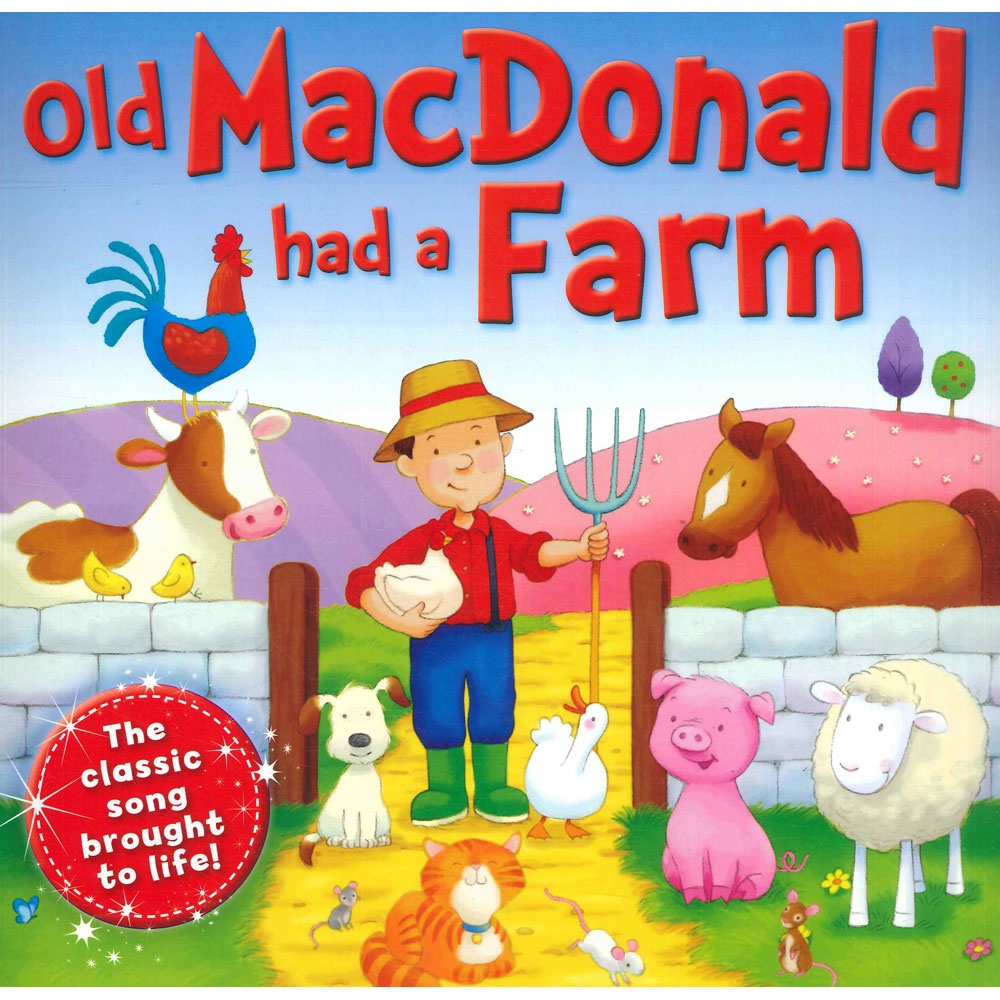 Old MacDonald
had a Farm
The
classic
song
brought
to life!